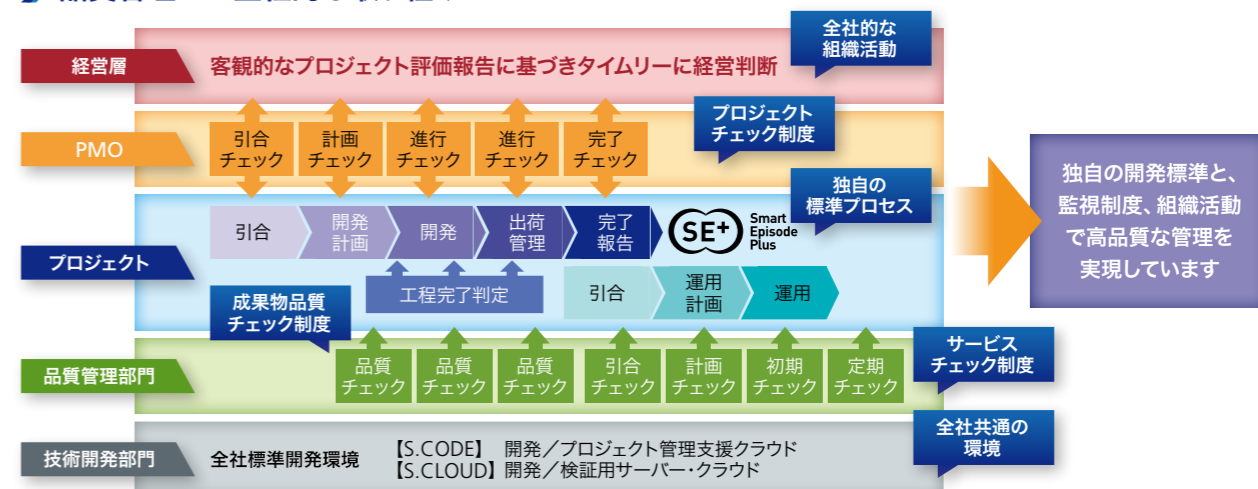 全社的な
組織活動
経営層
客観的なプロジェクト評価報告に基づきタイムリーに経営判断
プロジェクト
チェック制度
PMO
引合
チェック
計画
チェック
進行
チェック
進行
チェック
完了
チェック
独自の
標準プロセス
プロジェクト
引合
開発
計画
開発
出荷
管理
完了
報告
SE+
Smart
Episode
Plus
工程完了判定
引合
運用
計画
運用
成果物品質
チェック制度
サービス
チェック制度
品質管理部門
品質
チェック
品質
チェック
品質
チェック
引合
チェック
計画
チェック
初期
チェック
定期
チェック
全社共通の
環境
技術開発部門
全社標準開発環境
【S.CODE】 開発／プロジェクト管理支援クラウド
【S.CLOUD】開発／検証用サーバー・クラウド
独自の開発標準と、
監視制度、組織活動
で高品質な管理を
実現しています